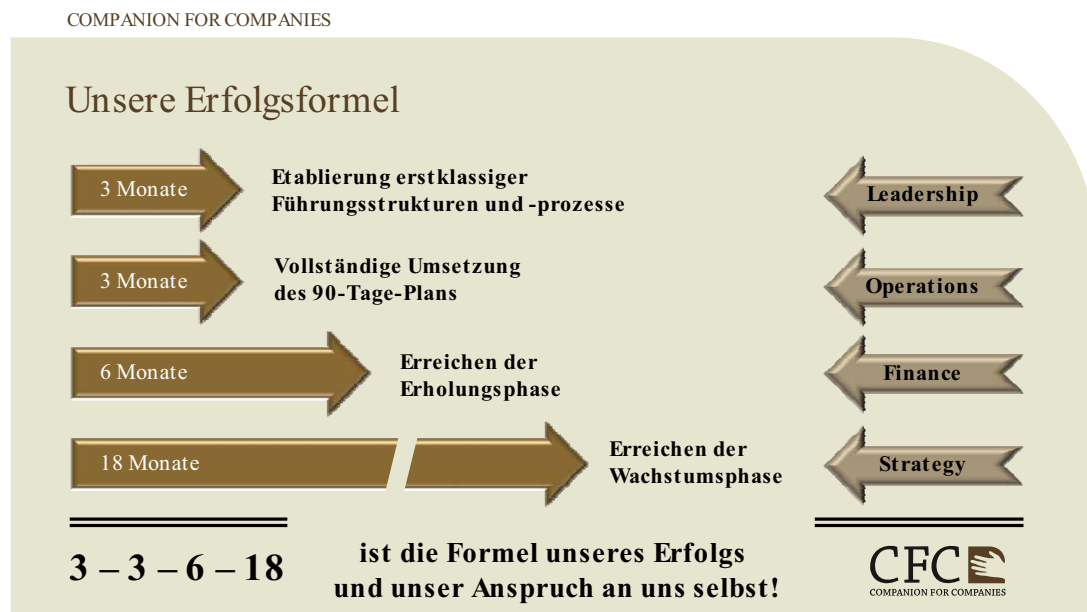 COMPANION FOR COMPANIES
Unsere Erfolgsformel
3 Monate
Etablierung erstklassiger
Führungsstrukturen und -prozesse
Leadership
3 Monate
Vollständige Umsetzung
des 90-Tage-Plans
Operations
6 Monate
Erreichen der
Erholungsphase
Finance
18 Monate
Erreichen der
Wachstumsphase
Strategy
3 – 3 – 6 – 18
ist die Formel unseres Erfolgs
und unser Anspruch an uns selbst!
CFC
COMPANION FOR COMPANIES